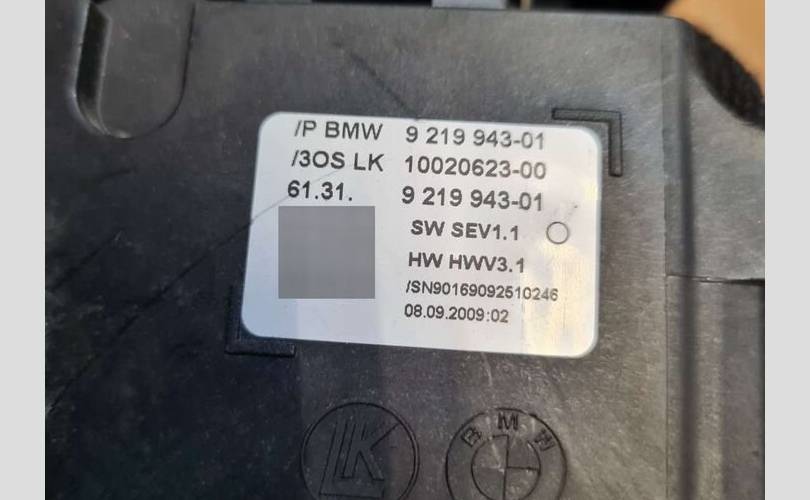 /P BMW 9 219 943-01
/3OS LK 10020623-00
61.31. 9 219 943-01
SW SEV1.1
HW HWV3.1
/SN90169092510246
08.09.2009:02
LK
BMW